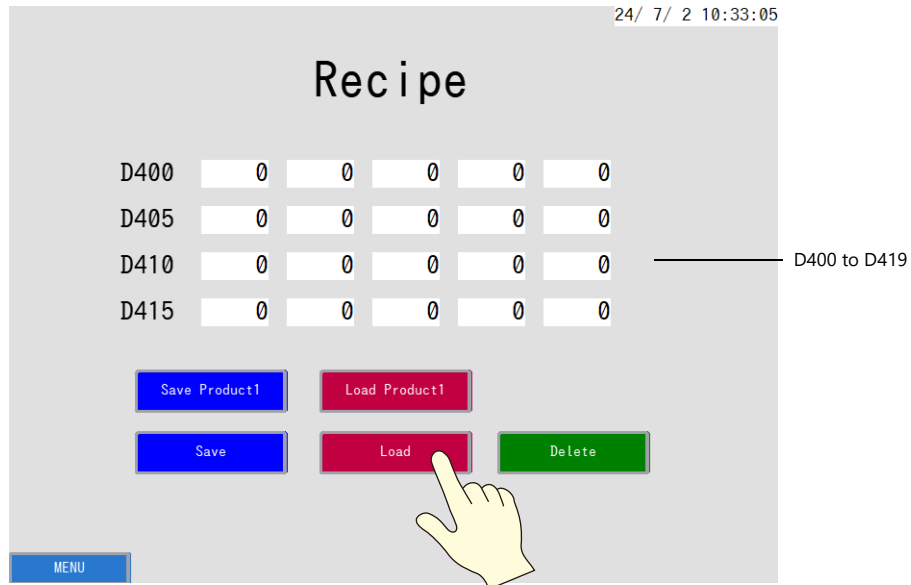 24/ 7/ 2 10:33:05
Recipe
D400 0 0 0 0 0
D405 0 0 0 0 0
D410 0 0 0 0 0
D400 to D419
D415 0 0 0 0 0
Save Product1 Load Product1
Save Load Delete
MENU